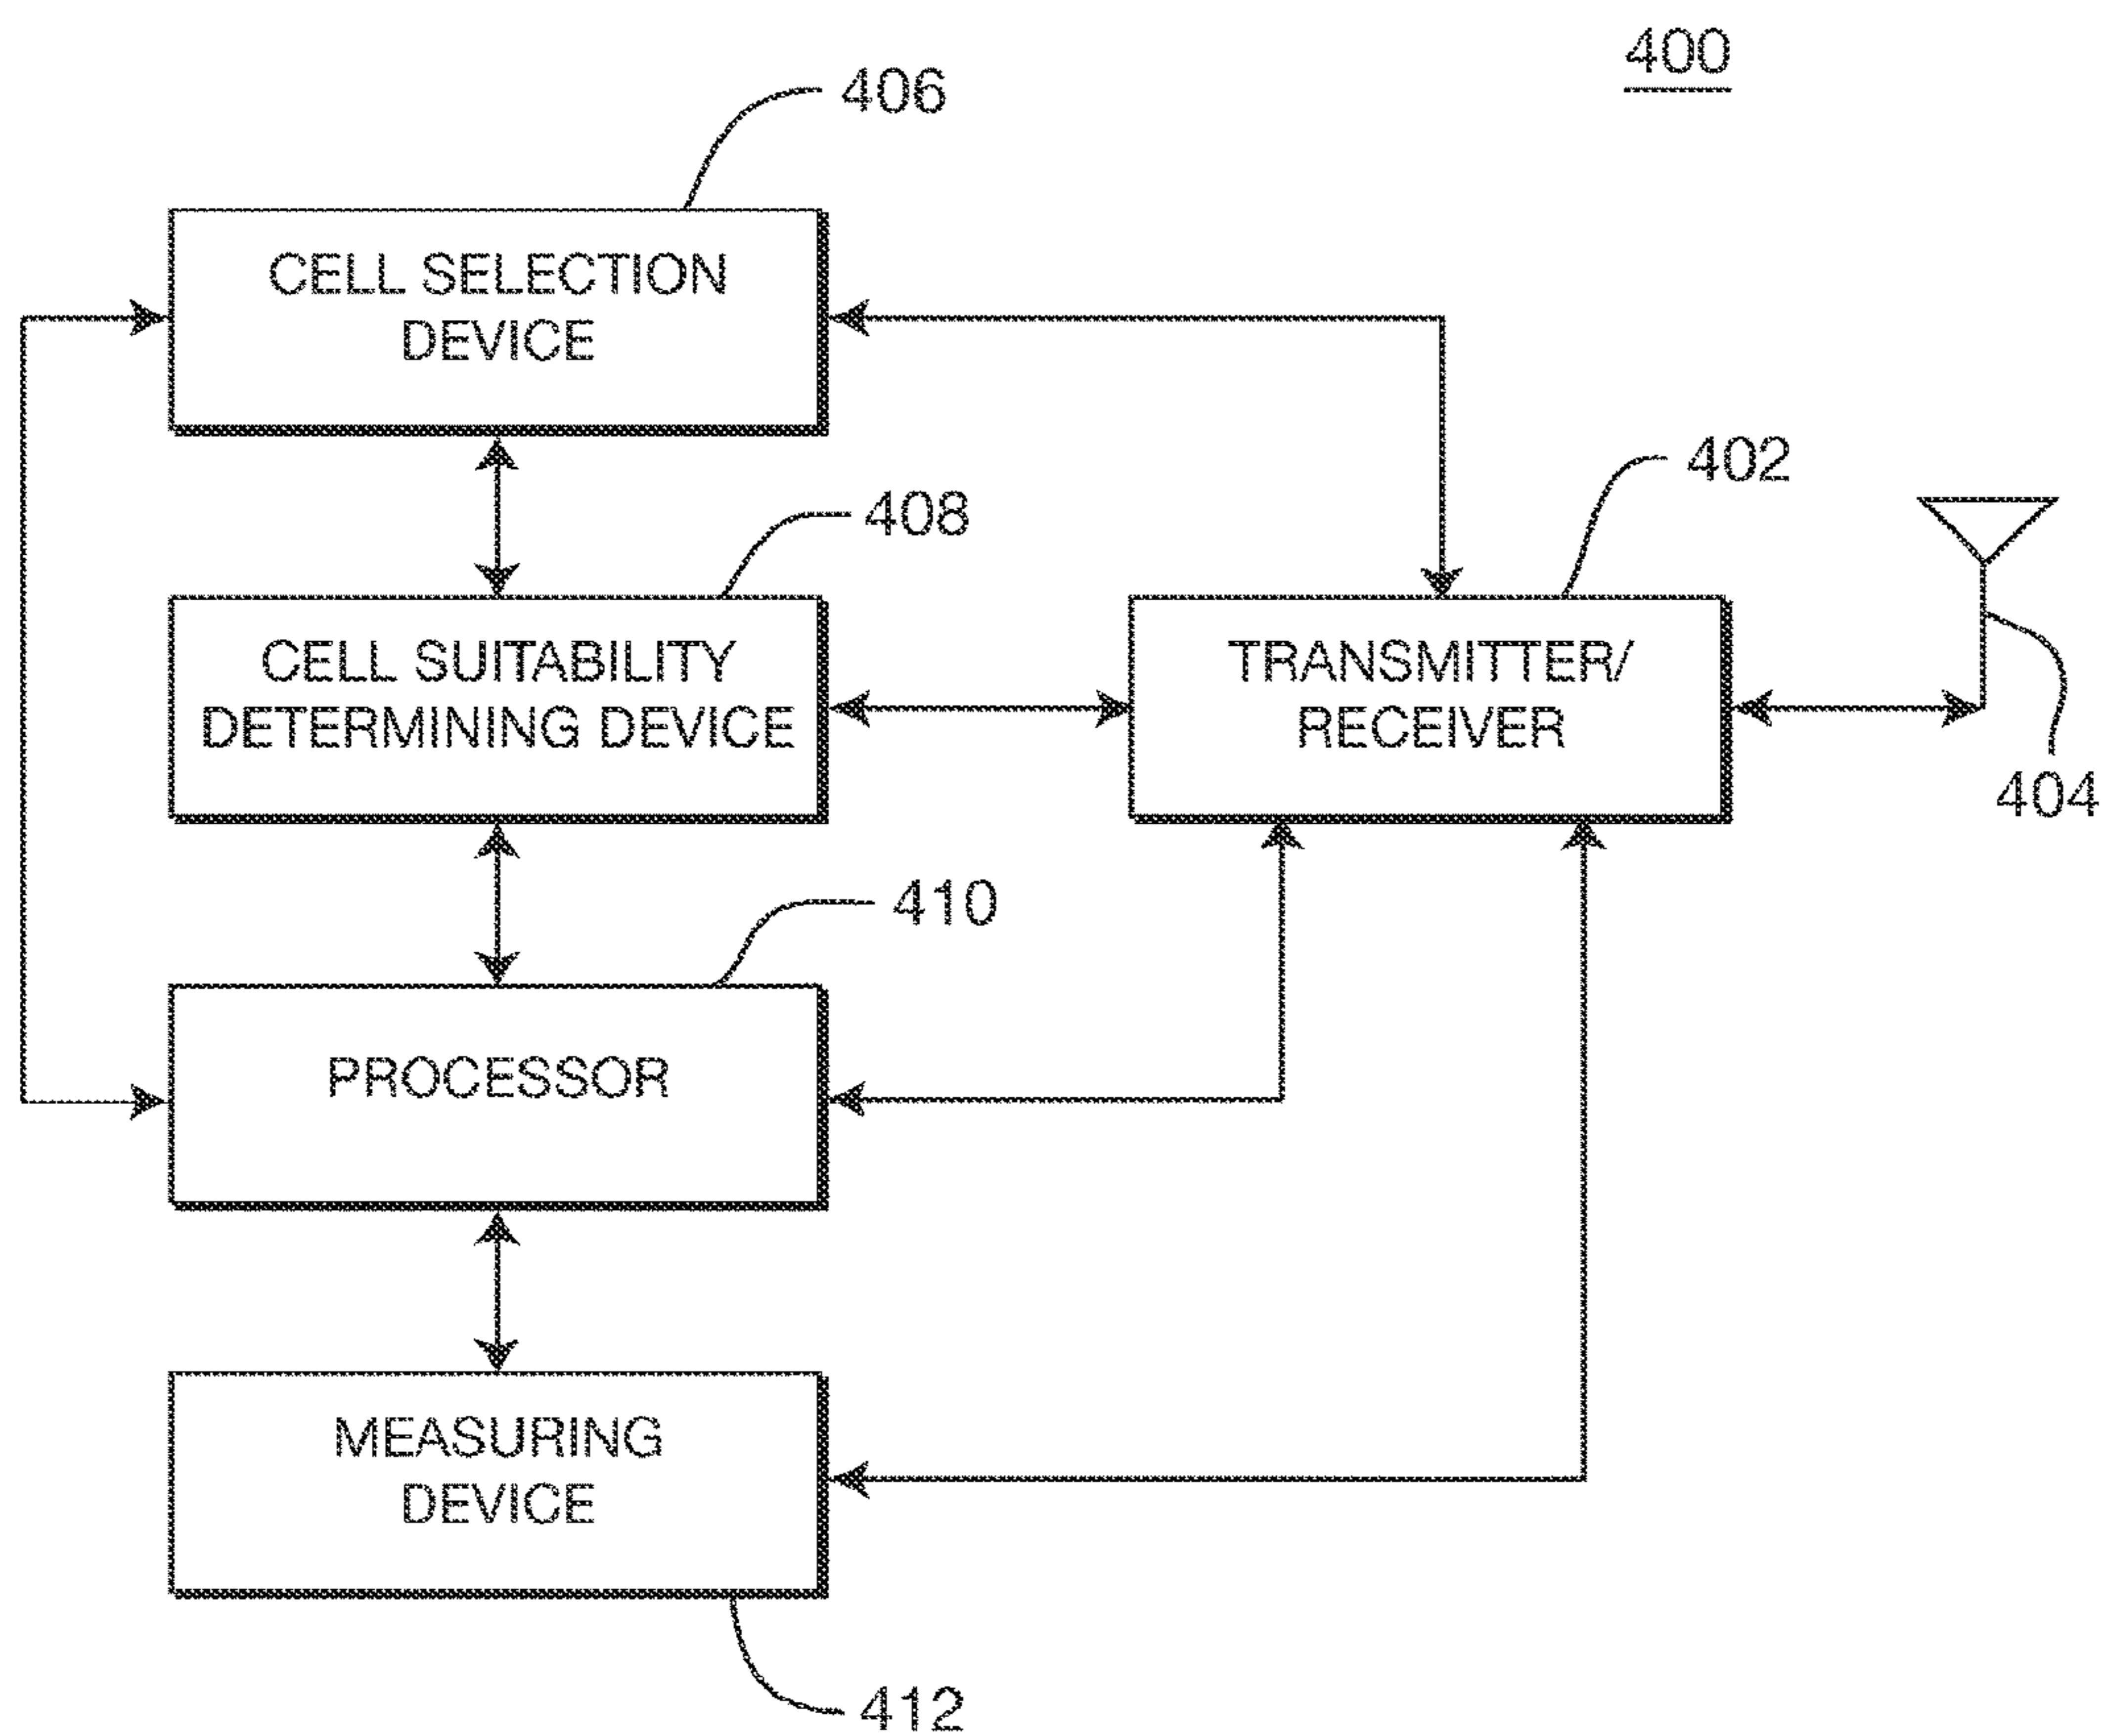 400
406
CELL SELECTION
DEVICE
402
408
CELL SUITABILITY
DETERMINING DEVICE
TRANSMITTER/
RECEIVER
404
410
PROCESSOR
MEASURING
DEVICE
412